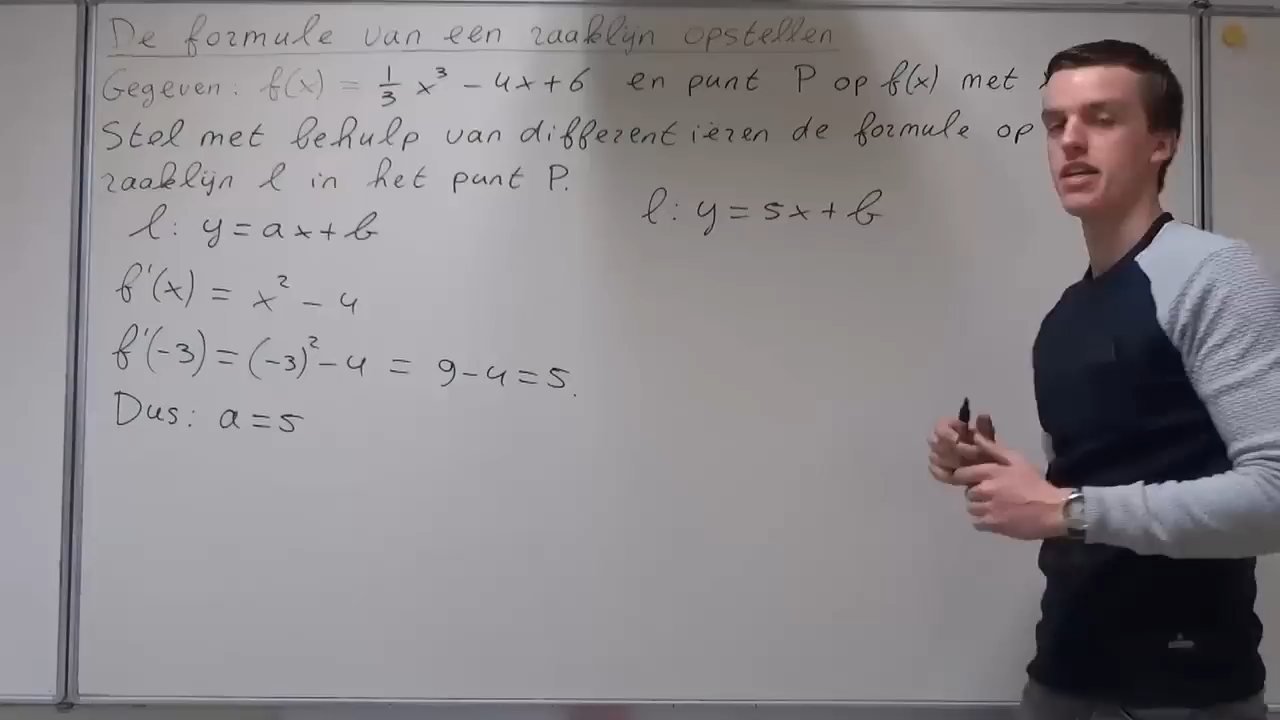 De formule van een raaklijn opstellen
Gegeven: f(x) = 1/3 x³ - 4x + 6 en punt P op f(x) met
Stel met behulp van differentiëren de formule op
raaklijn l in het punt P.
l: y = ax + b
l: y = 5x + b
f'(x) = x² - 4
f'(-3) = (-3)² - 4 = 9 - 4 = 5.
Dus: a = 5